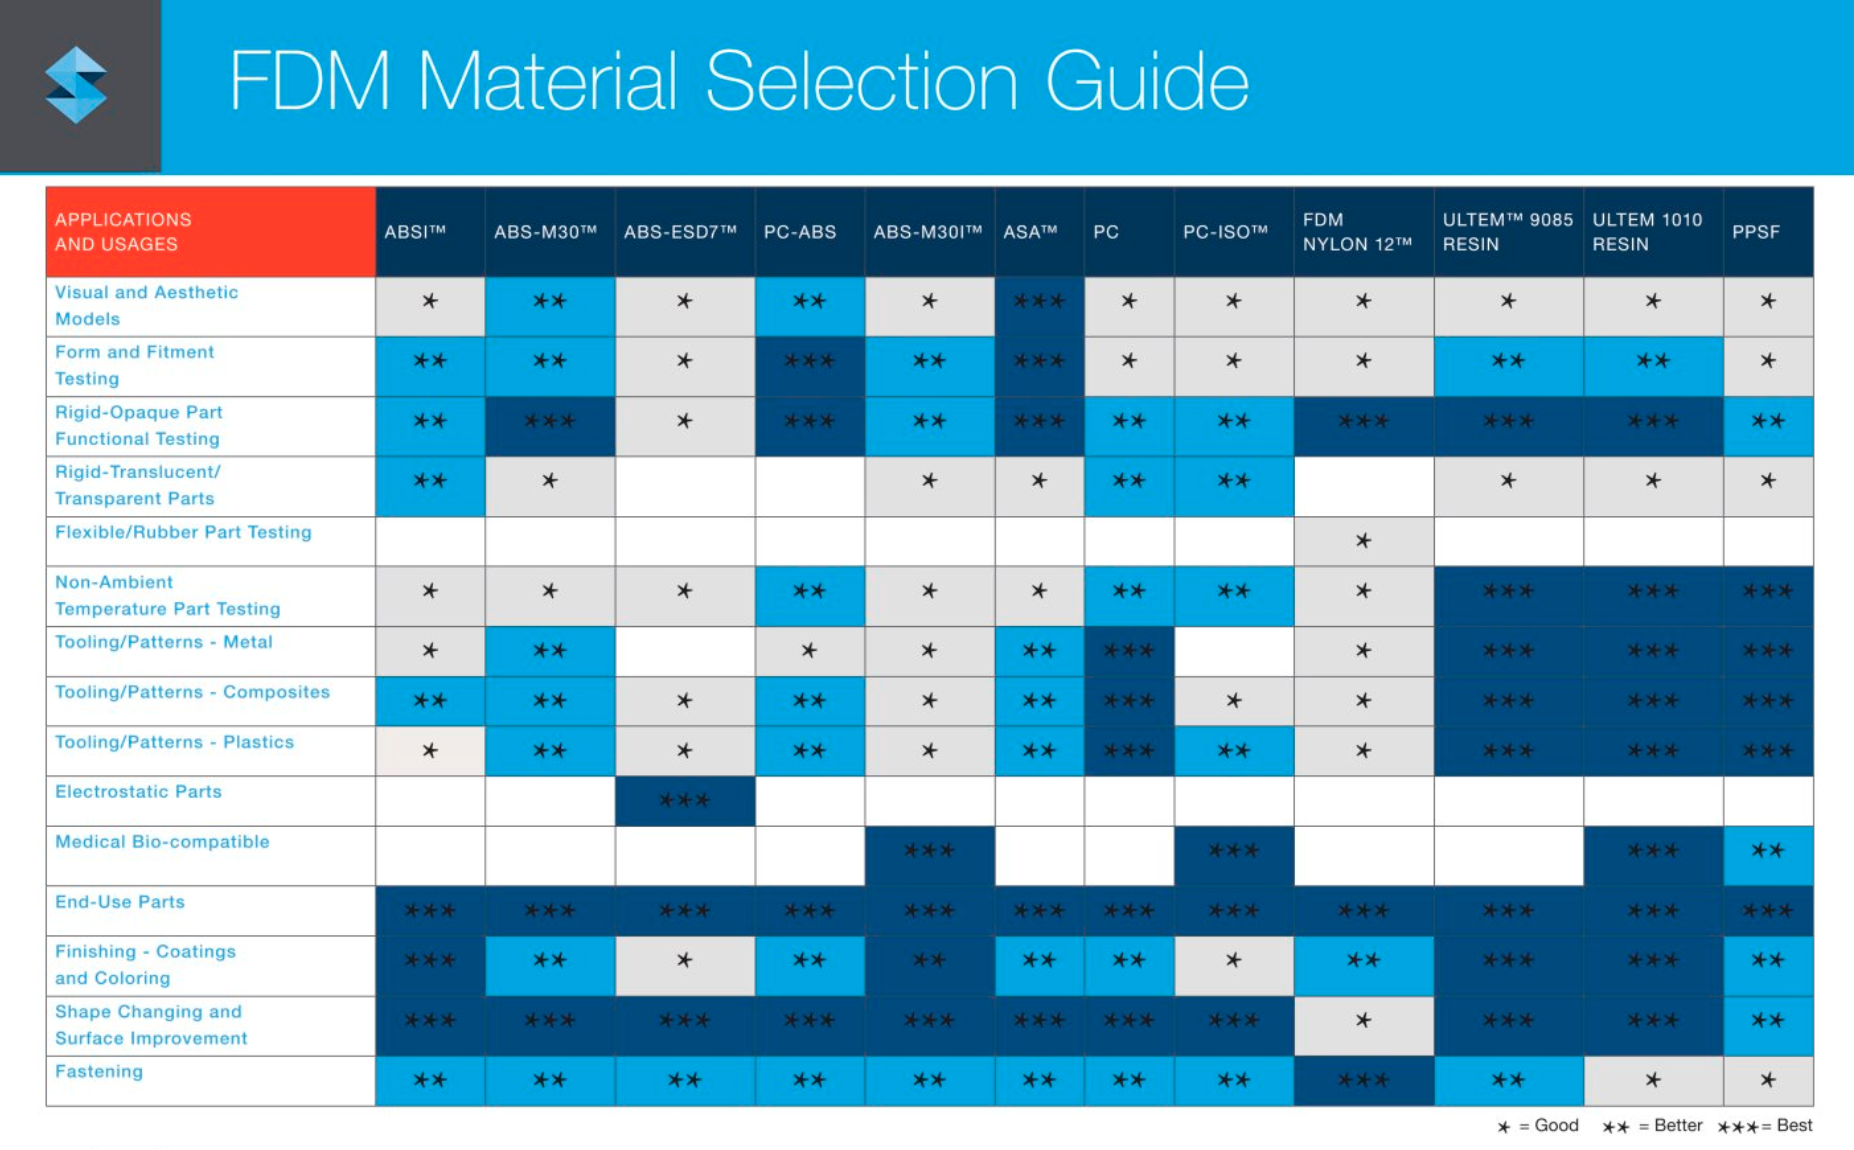 FDM Material Selection Guide
APPLICATIONS
AND USAGES
ABSI™ ABS-M30™ ABS-ESD7™ PC-ABS ABS-M30I™ ASA™ PC PC-ISO™ FDM NYLON 12™ ULTEM™ 9085 RESIN ULTEM 1010 RESIN PPSF
Visual and Aesthetic
Models
* ** * ** * *** * * * * * *
Form and Fitment
Testing
** ** * *** ** *** * * * ** ** *
Rigid-Opaque Part
Functional Testing
** *** * *** ** *** ** ** *** *** *** **
Rigid-Translucent/
Transparent Parts
** * * * ** ** * * *
Flexible/Rubber Part Testing
*
Non-Ambient
Temperature Part Testing
* * * ** * * ** ** * *** *** ***
Tooling/Patterns - Metal
* ** * * ** *** * *** *** ***
Tooling/Patterns - Composites
** ** * ** * ** *** * * *** *** ***
Tooling/Patterns - Plastics
* ** * ** * ** *** ** * *** *** ***
Electrostatic Parts
***
Medical Bio-compatible
*** *** *** **
End-Use Parts
*** *** *** *** *** *** *** *** *** *** *** ***
Finishing - Coatings
and Coloring
*** ** * ** ** ** ** * ** *** *** **
Shape Changing and
Surface Improvement
*** *** *** *** *** *** *** *** * *** *** **
Fastening
** ** ** ** ** ** ** ** *** ** * *
* = Good ** = Better ***= Best